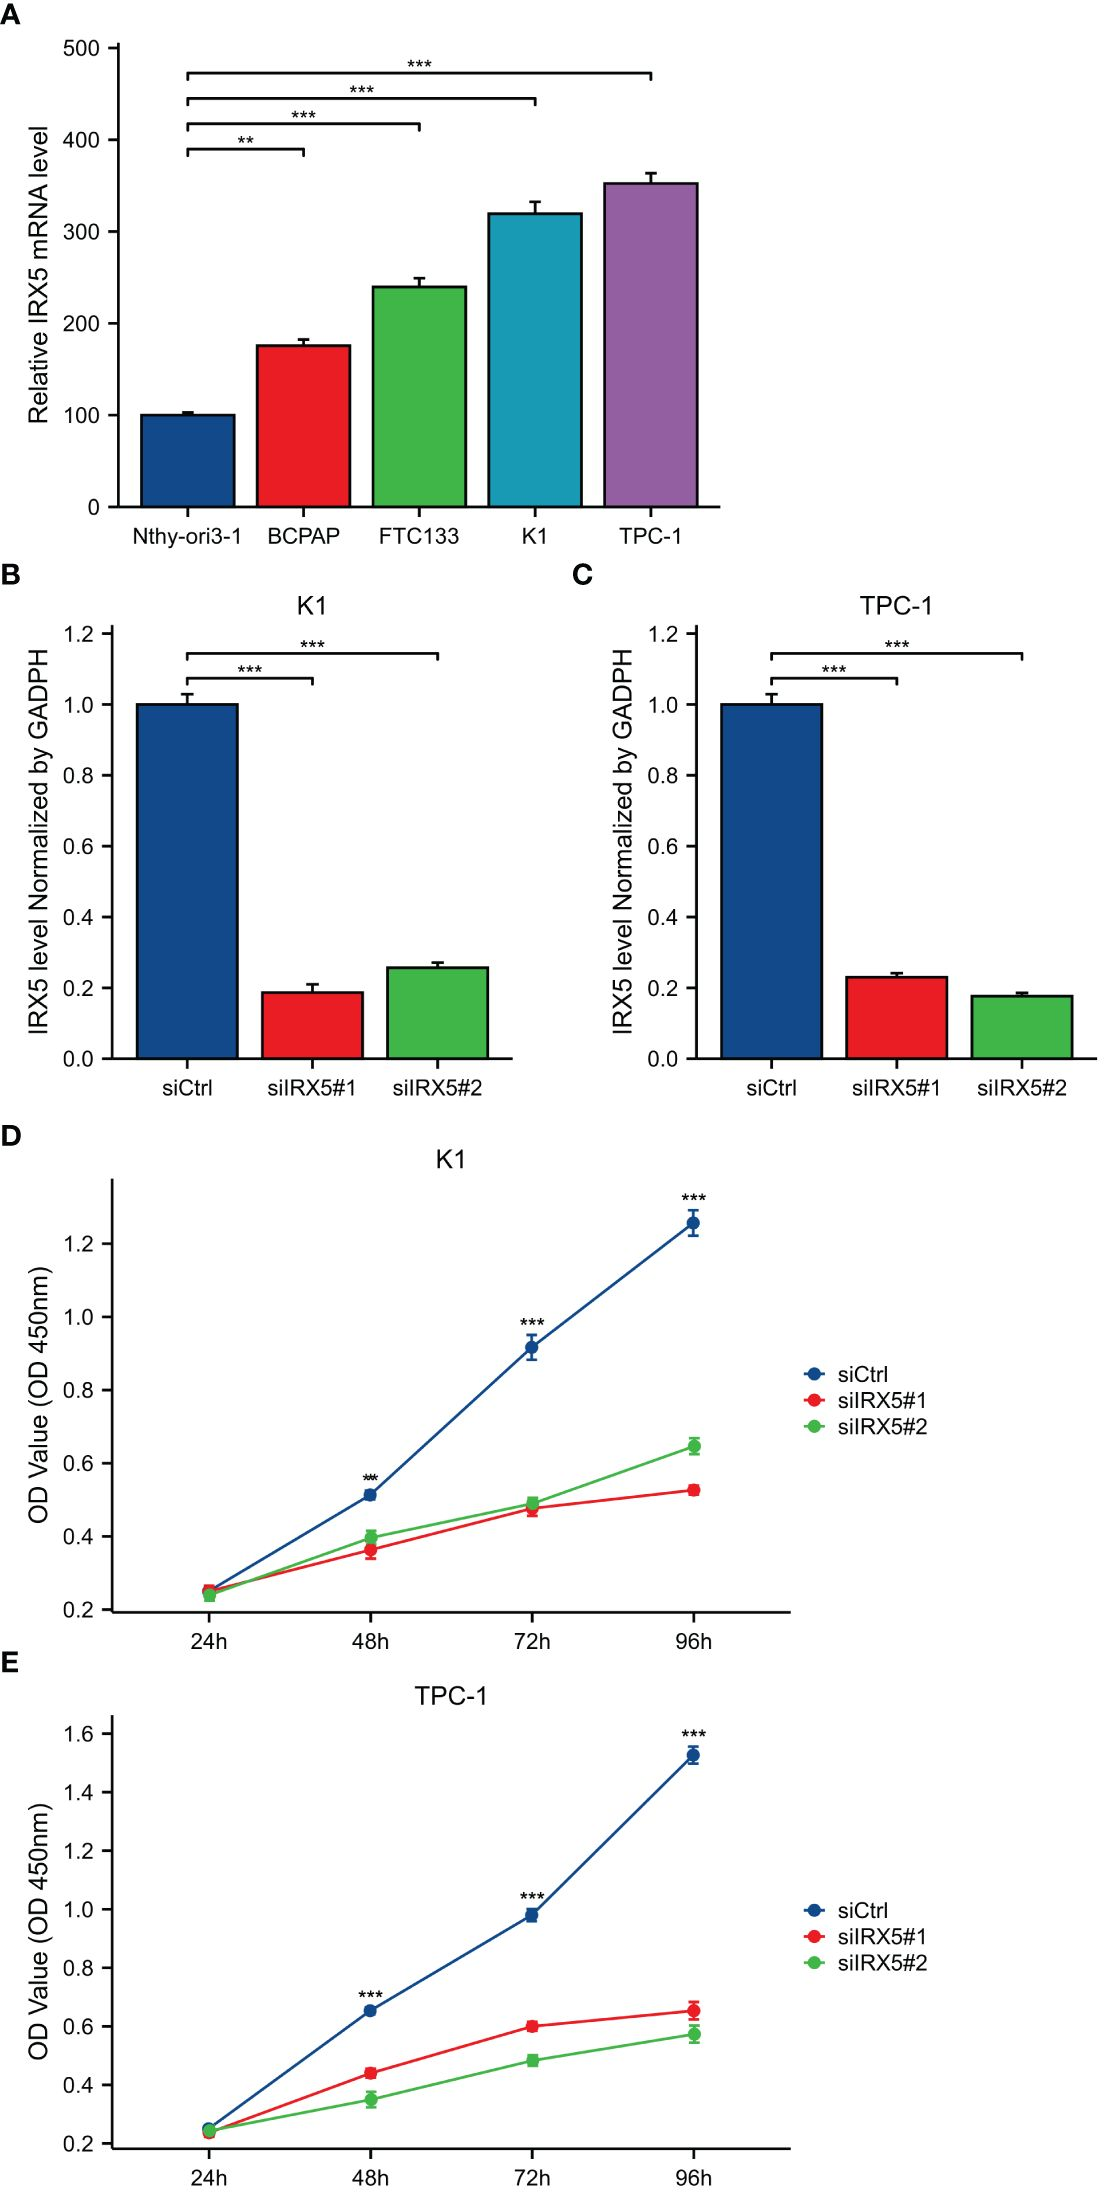 A
Relative IRX5 mRNA level
500
400
300
200
100
0
***
***
***
**
Nthy-ori3-1 BCPAP FTC133 K1 TPC-1
B
K1
IRX5 level Normalized by GADPH
1.2
1.0
0.8
0.6
0.4
0.2
0.0
***
***
siCtrl siIRX5#1 siIRX5#2
C
TPC-1
IRX5 level Normalized by GADPH
1.2
1.0
0.8
0.6
0.4
0.2
0.0
***
***
siCtrl siIRX5#1 siIRX5#2
D
K1
OD Value (OD 450nm)
1.2
1.0
0.8
0.6
0.4
0.2
***
***
24h 48h 72h 96h
siCtrl
siIRX5#1
siIRX5#2
E
TPC-1
OD Value (OD 450nm)
1.6
1.4
1.2
1.0
0.8
0.6
0.4
0.2
***
***
***
24h 48h 72h 96h
siCtrl
siIRX5#1
siIRX5#2